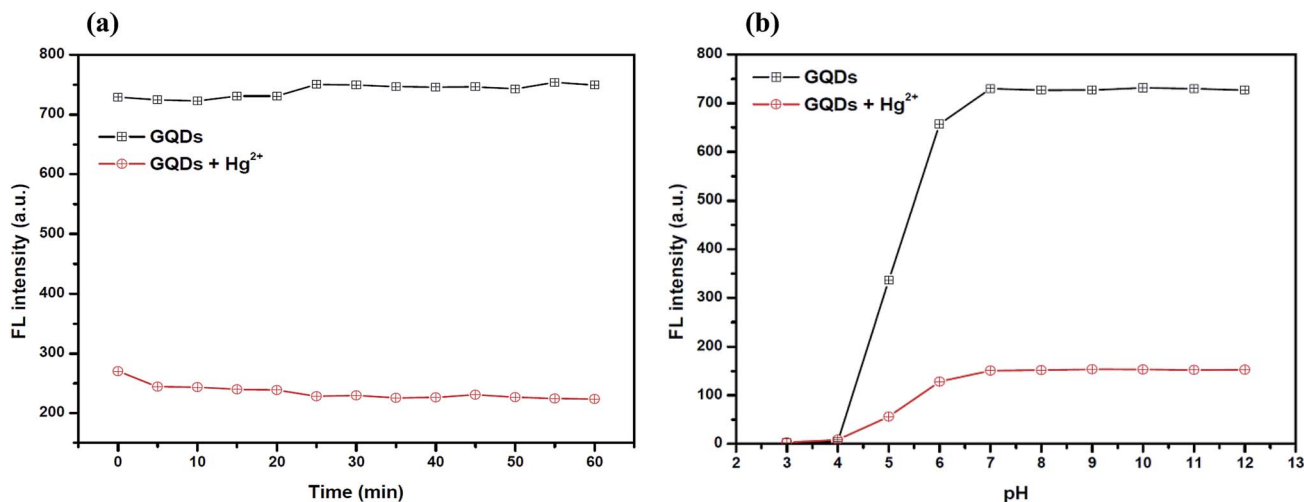 (a)
800
700
600
500
400
300
200
FL intensity (a.u.)
GQDs
GQDs + Hg²⁺
0 10 20 30 40 50 60
Time (min)
(b)
800
700
600
500
400
300
200
100
0
FL intensity (a.u.)
GQDs
GQDs + Hg²⁺
2 3 4 5 6 7 8 9 10 11 12 13
pH